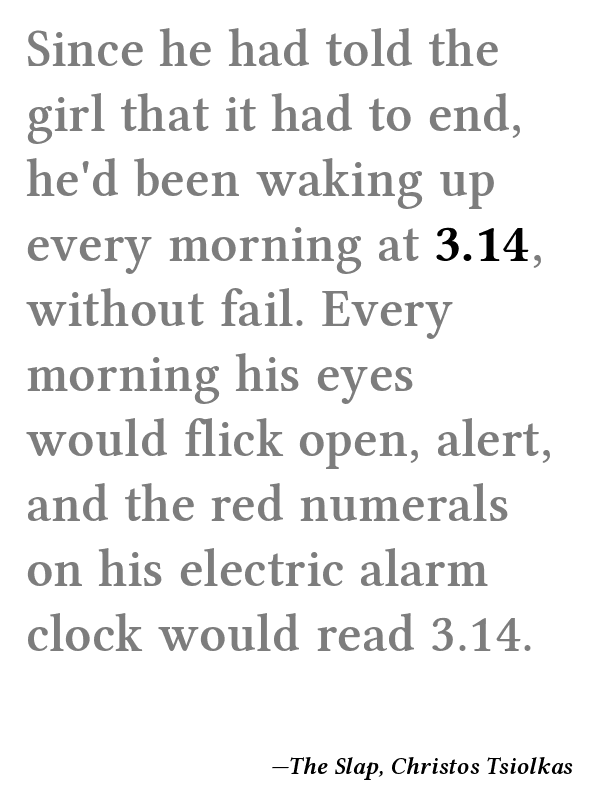 Since he had told the
girl that it had to end,
he'd been waking up
every morning at 3.14,
without fail. Every
morning his eyes
would flick open, alert,
and the red numerals
on his electric alarm
clock would read 3.14.
—The Slap, Christos Tsiolkas